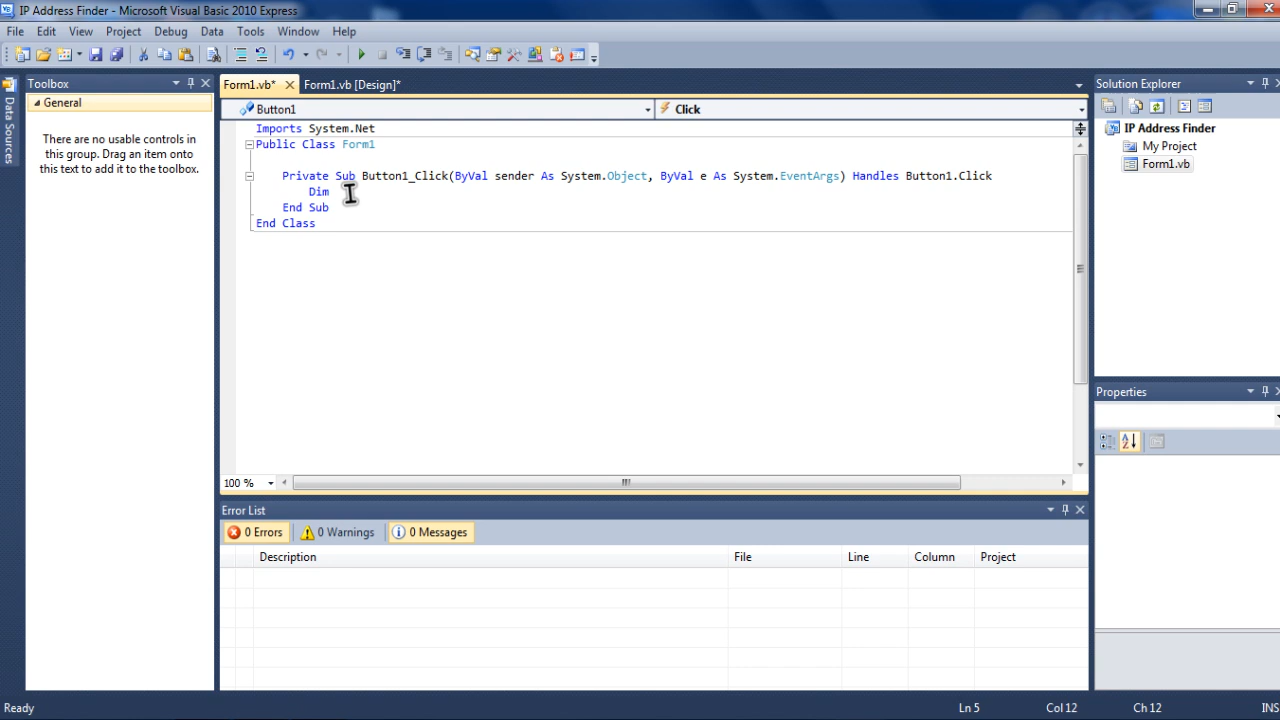 IP Address Finder - Microsoft Visual Basic 2010 Express
File Edit View Project Debug Data Tools Window Help
Data Sources
Toolbox
General
There are no usable controls in
this group. Drag an item onto
this text to add it to the toolbox.
Form1.vb*
Form1.vb [Design]*
Button1
Click
Imports System.Net
Public Class Form1
Private Sub Button1_Click(ByVal sender As System.Object, ByVal e As System.EventArgs) Handles Button1.Click
Dim
End Sub
End Class
100 %
Error List
0 Errors
0 Warnings
0 Messages
Description File Line Column Project
Solution Explorer
IP Address Finder
My Project
Form1.vb
Properties
Ready
Ln 5
Col 12
Ch 12
INS